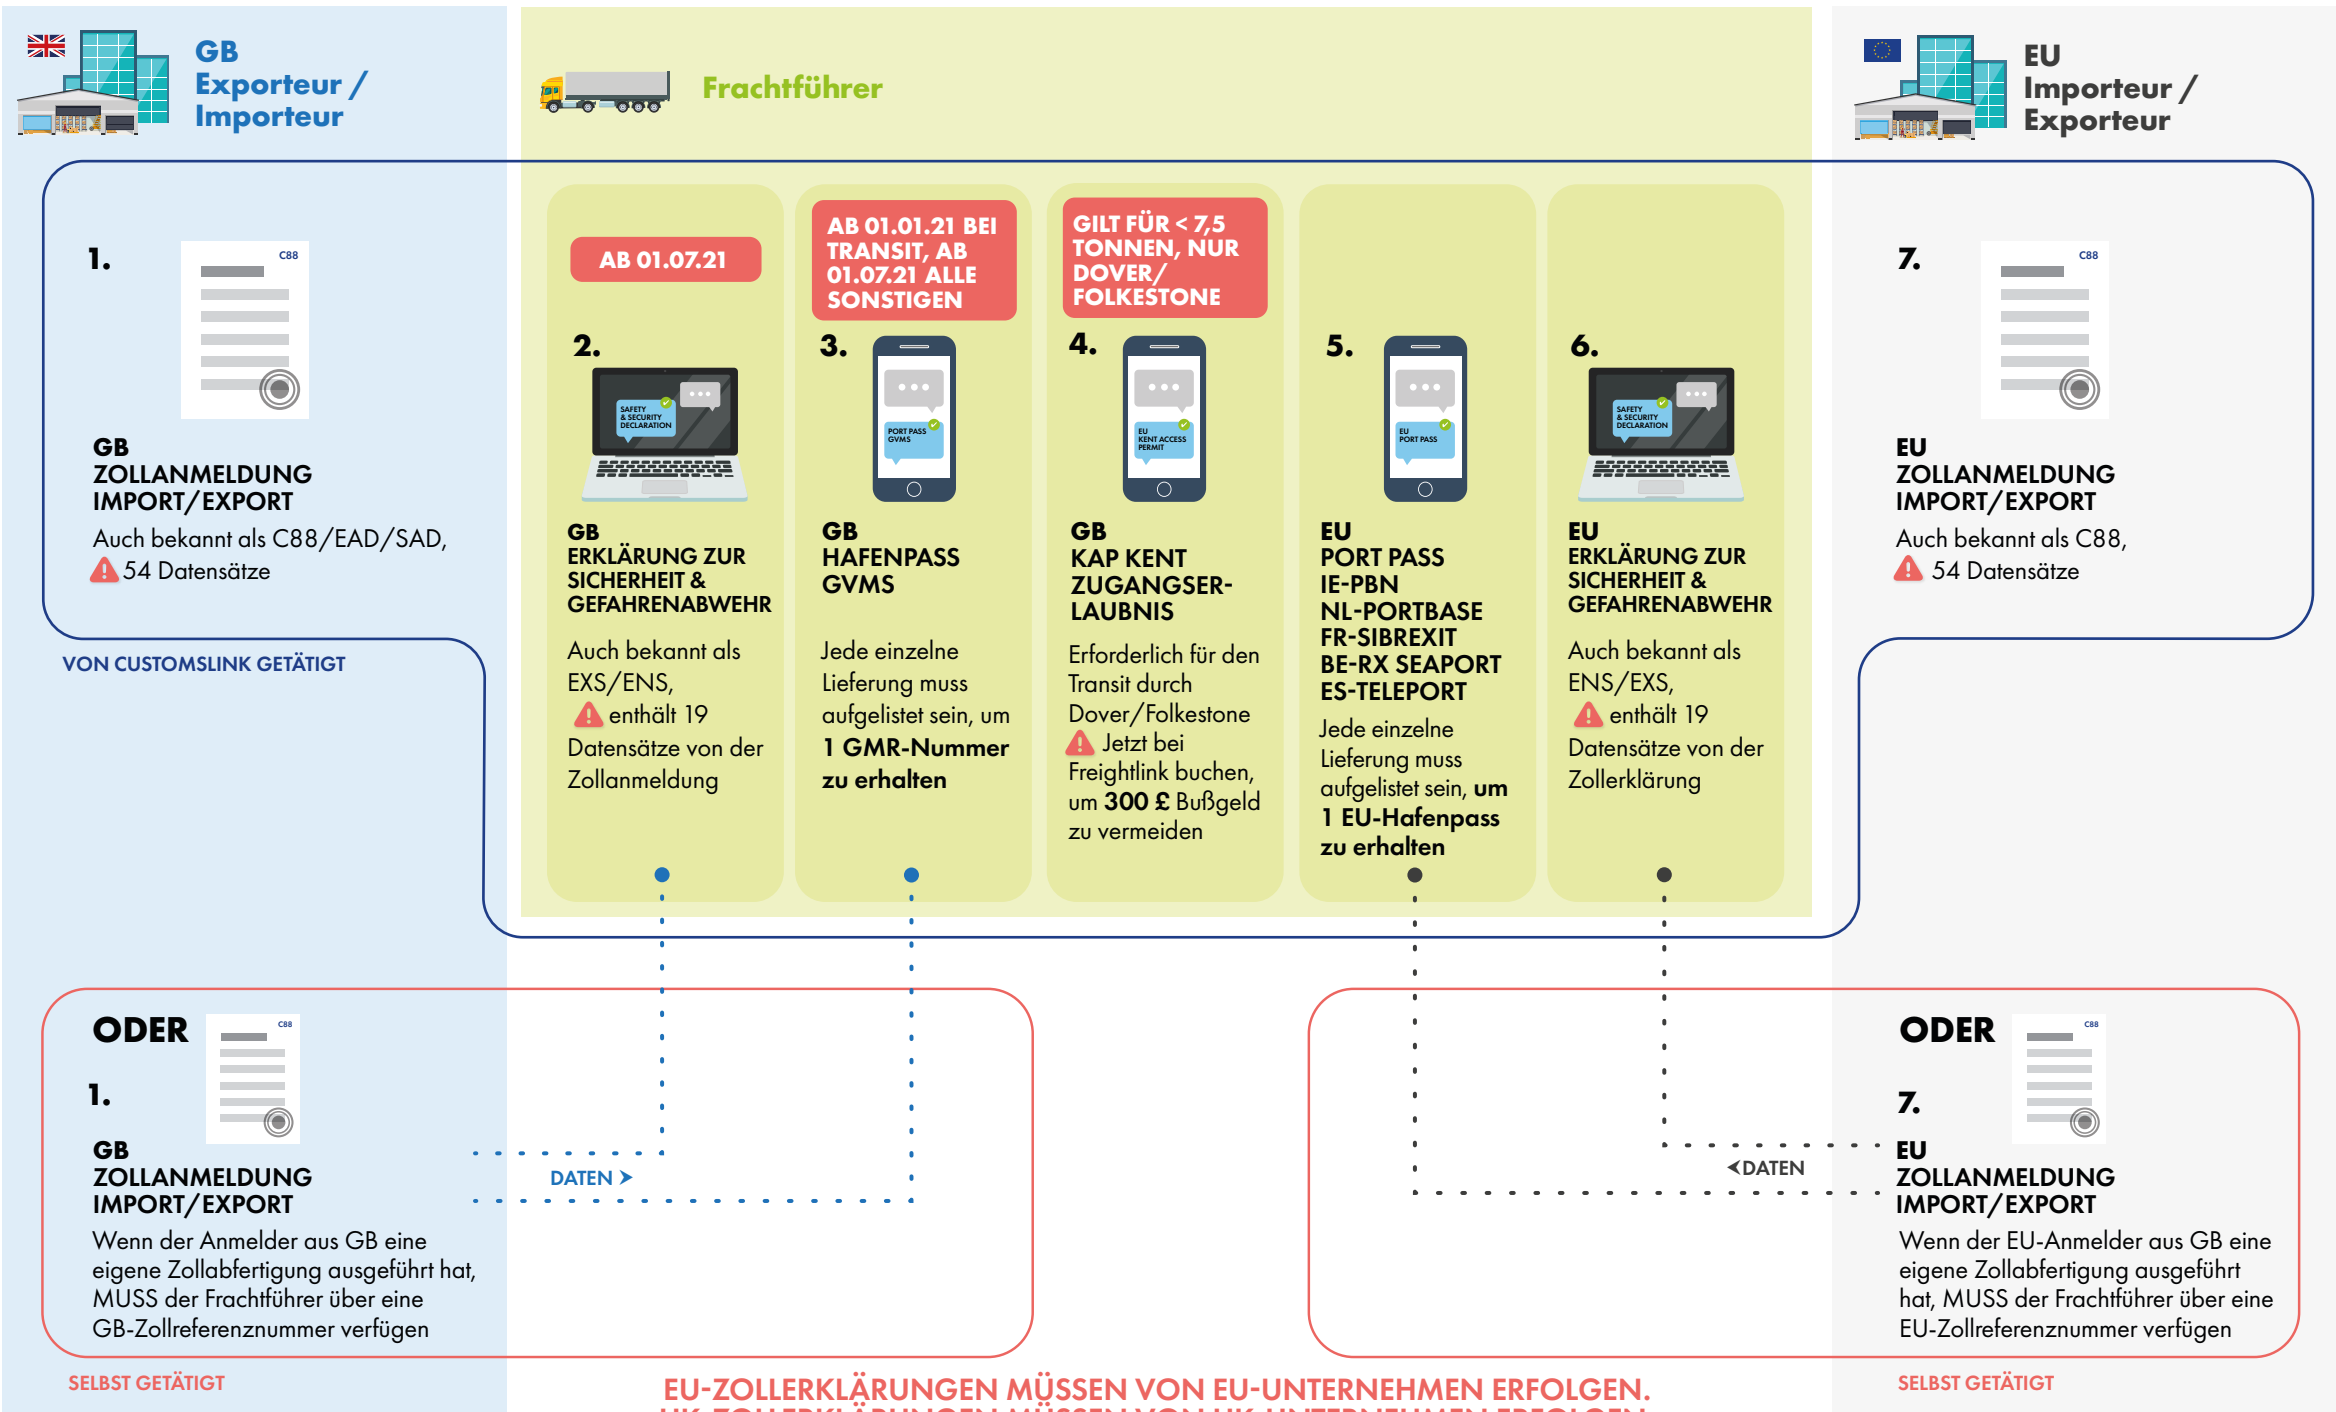 GB
Exporteur /
Importeur
Frachtführer
EU
Importeur /
Exporteur
1.
C88
GB
ZOLLANMELDUNG
IMPORT/EXPORT
Auch bekannt als C88/EAD/SAD,
54 Datensätze
VON CUSTOMSLINK GETÄTIGT
AB 01.07.21
2.
SAFETY
& SECURITY
DECLARATION
GB
ERKLÄRUNG ZUR
SICHERHEIT &
GEFAHRENABWEHR
Auch bekannt als
EXS/ENS,
enthält 19
Datensätze von der
Zollanmeldung
AB 01.01.21 BEI
TRANSIT, AB
01.07.21 ALLE
SONSTIGEN
3.
PORT PASS
GVMS
GB
HAFENPASS
GVMS
Jede einzelne
Lieferung muss
aufgelistet sein, um
1 GMR-Nummer
zu erhalten
GILT FÜR < 7,5
TONNEN, NUR
DOVER/
FOLKESTONE
4.
EU
KENT ACCESS
PERMIT
GB
KAP KENT
ZUGANGSER-
LAUBNIS
Erforderlich für den
Transit durch
Dover/Folkestone
Jetzt bei
Freightlink buchen,
um 300 £ Bußgeld
zu vermeiden
5.
EU
PORT PASS
EU
PORT PASS
IE-PBN
NL-PORTBASE
FR-SIBREXIT
BE-RX SEAPORT
ES-TELEPORT
Jede einzelne
Lieferung muss
aufgelistet sein, um
1 EU-Hafenpass
zu erhalten
6.
SAFETY
& SECURITY
DECLARATION
EU
ERKLÄRUNG ZUR
SICHERHEIT &
GEFAHRENABWEHR
Auch bekannt als
ENS/EXS,
enthält 19
Datensätze von der
Zollerklärung
7.
C88
EU
ZOLLANMELDUNG
IMPORT/EXPORT
Auch bekannt als C88,
54 Datensätze
ODER
C88
1.
GB
ZOLLANMELDUNG
IMPORT/EXPORT
Wenn der Anmelder aus GB eine
eigene Zollabfertigung ausgeführt hat,
MUSS der Frachtführer über eine
GB-Zollreferenznummer verfügen
SELBST GETÄTIGT
DATEN >
<DATEN
ODER
C88
7.
EU
ZOLLANMELDUNG
IMPORT/EXPORT
Wenn der EU-Anmelder aus GB eine
eigene Zollabfertigung ausgeführt
hat, MUSS der Frachtführer über eine
EU-Zollreferenznummer verfügen
SELBST GETÄTIGT
EU-ZOLLERKLÄRUNGEN MÜSSEN VON EU-UNTERNEHMEN ERFOLGEN.
UK-ZOLLERKLÄRUNGEN MÜSSEN VON UK-UNTERNEHMEN ERFOLGEN